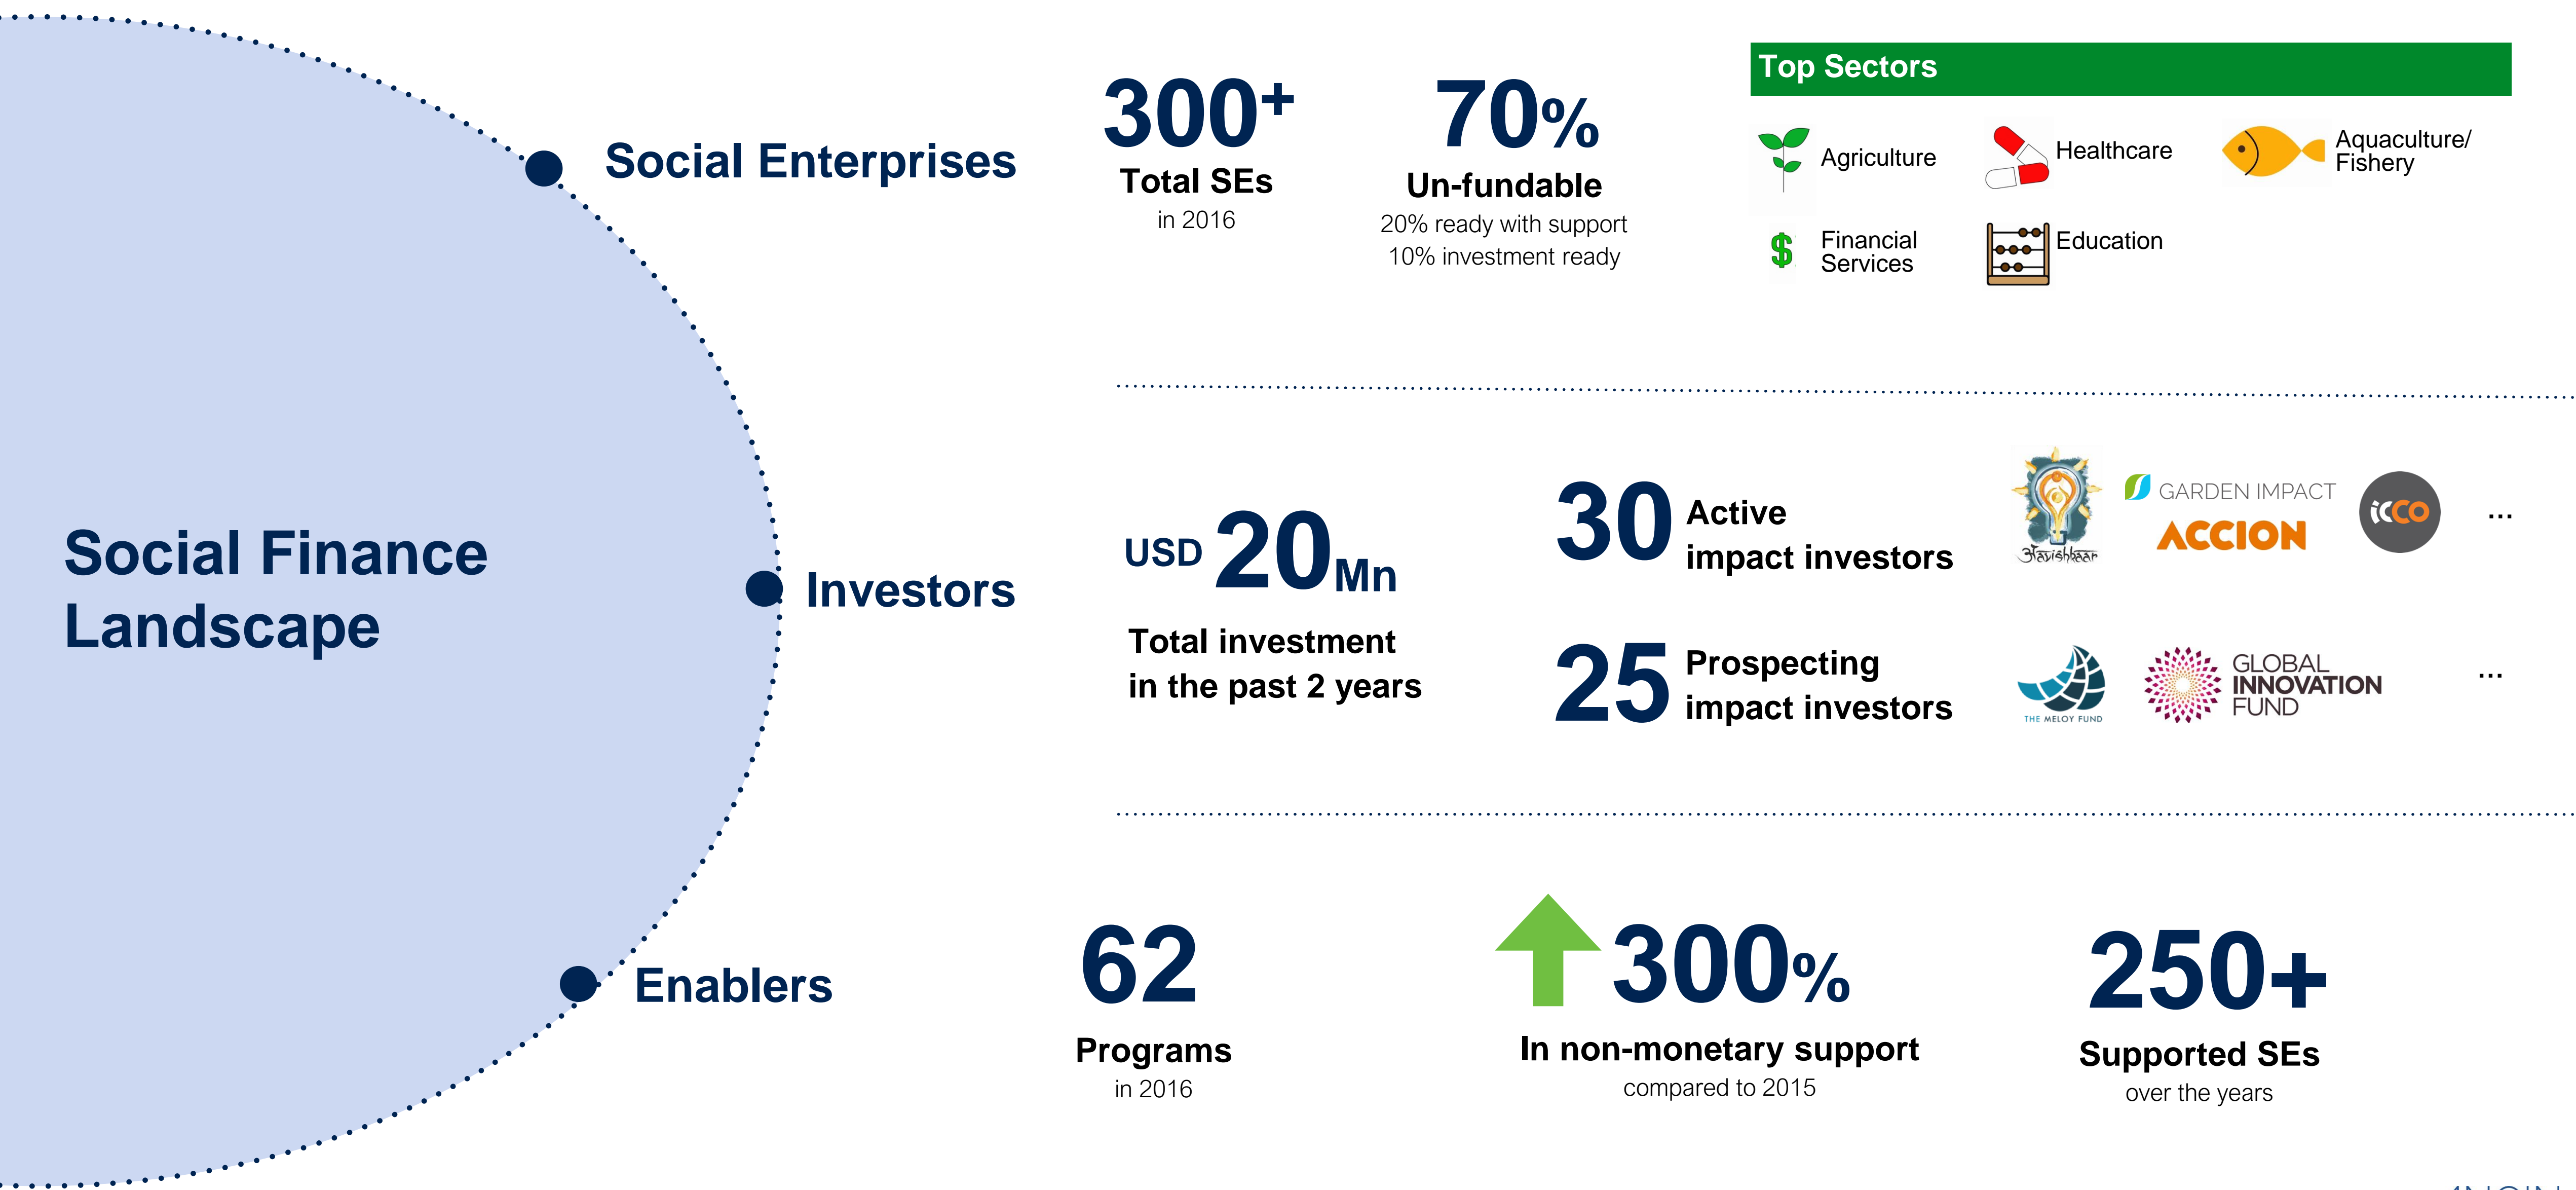 Social Finance
Landscape
Social Enterprises
300+
Total SEs
in 2016
70%
Un-fundable
20% ready with support
10% investment ready
Top Sectors
Agriculture
Healthcare
Aquaculture/
Fishery
Financial
Services
Education
Investors
USD 20Mn
Total investment
in the past 2 years
30
Active
impact investors
GARDEN IMPACT
ACCION
icco
...
25
Prospecting
impact investors
THE MELOY FUND
GLOBAL
INNOVATION
FUND
...
Enablers
62
Programs
in 2016
300%
In non-monetary support
compared to 2015
250+
Supported SEs
over the years